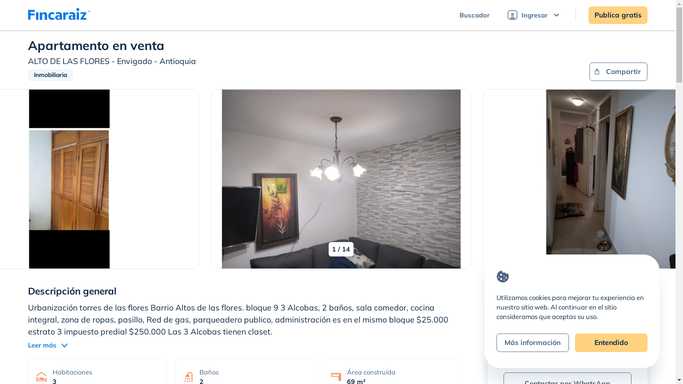 Fincaraiz
Buscador
Ingresar
Publica gratis
Apartamento en venta
ALTO DE LAS FLORES - Envigado - Antioquia
Inmobiliaria
Compartir
1 / 14
Descripción general
Urbanización torres de las flores Barrio Altos de las flores. bloque 9 3 Alcobas, 2 baños, sala comedor, cocina
integral, zona de ropas, pasillo, Red de gas, parqueadero publico, administración es en el mismo bloque $25.000
estrato 3 impuesto predial $250.000 Las 3 Alcobas tienen closet.
Leer más
Habitaciones
3
Baños
2
Área construida
69 m²
Utilizamos cookies para mejorar tu experiencia en
nuestro sitio web. Al continuar en el sitio
consideramos que aceptas su uso.
Más información
Entendido
Contactar por WhatsApp